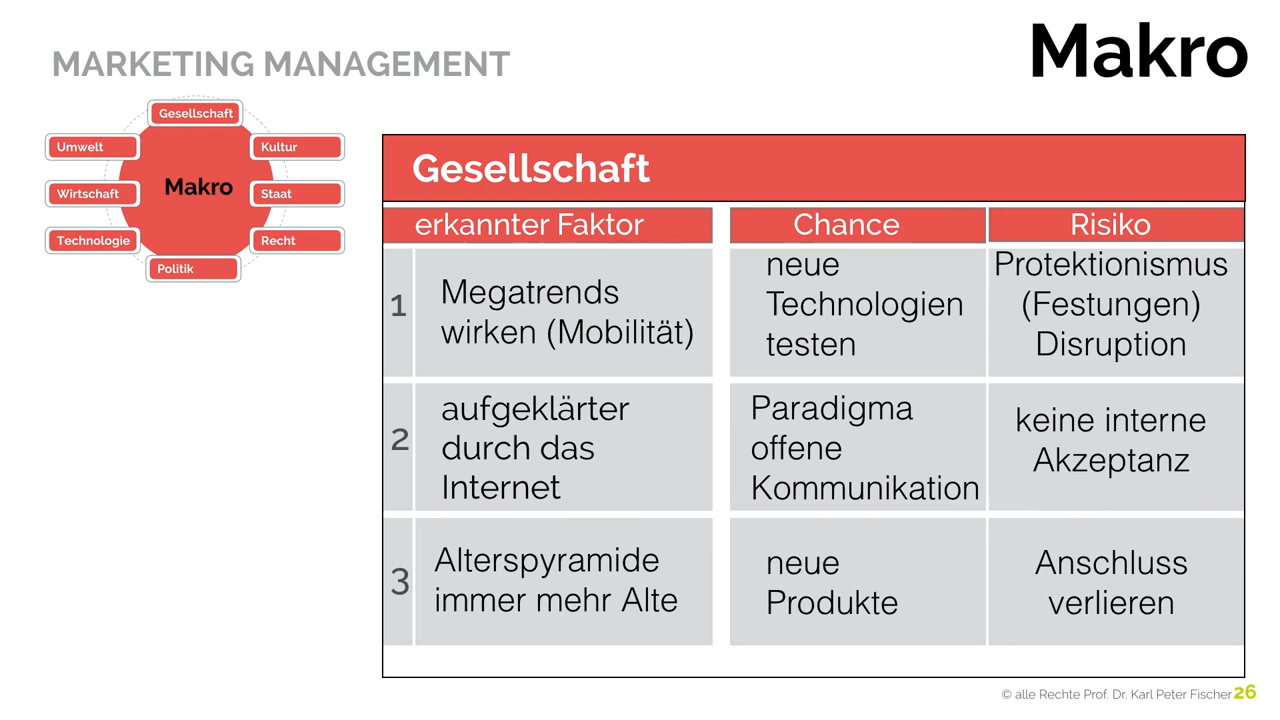 MARKETING MANAGEMENT
Makro
Gesellschaft
Umwelt
Kultur
Makro
Wirtschaft
Staat
Technologie
Recht
Politik
Gesellschaft
erkannter Faktor
Chance
Risiko
1
Megatrends
wirken (Mobilität)
neue
Technologien
testen
Protektionismus
(Festungen)
Disruption
2
aufgeklärter
durch das
Internet
Paradigma
offene
Kommunikation
keine interne
Akzeptanz
3
Alterspyramide
immer mehr Alte
neue
Produkte
Anschluss
verlieren
© alle Rechte Prof. Dr. Karl Peter Fischer 26